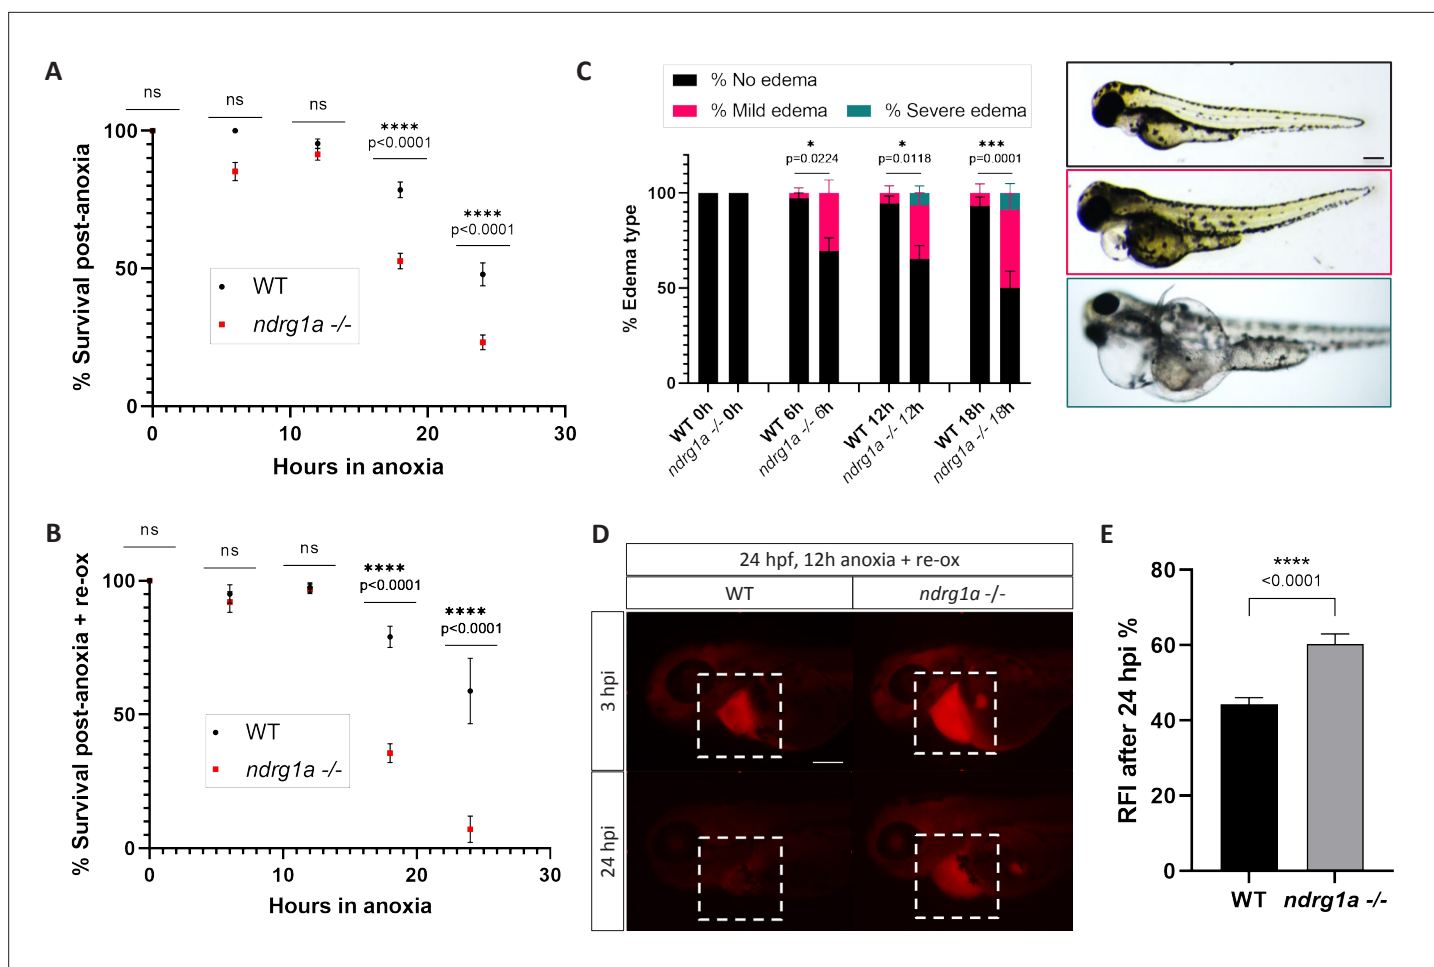 A
ns
ns
ns
****
p<0.0001
****
p<0.0001
100
50
0
% Survival post-anoxia
WT
ndrg1a -/-
0
10
20
30
Hours in anoxia
B
ns
ns
ns
****
p<0.0001
****
p<0.0001
100
50
0
% Survival post-anoxia + re-ox
WT
ndrg1a -/-
0
10
20
30
Hours in anoxia
C
% No edema
% Mild edema
% Severe edema
*
p=0.0224
*
p=0.0118
***
p=0.0001
100
50
0
% Edema type
WT 0h
ndrg1a -/- 0h
WT 6h
ndrg1a -/- 6h
WT 12h
ndrg1a -/- 12h
WT 18h
ndrg1a -/- 18h
D
24 hpf, 12h anoxia + re-ox
WT
ndrg1a -/-
3 hpi
24 hpi
E
****
<0.0001
80
60
40
20
0
RFI after 24 hpi %
WT
ndrg1a -/-